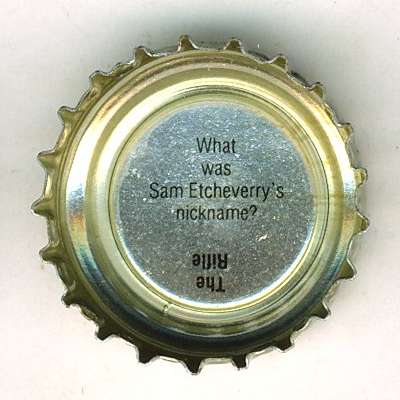 What
was
Sam Etcheverry's
nickname?
The
Rifle